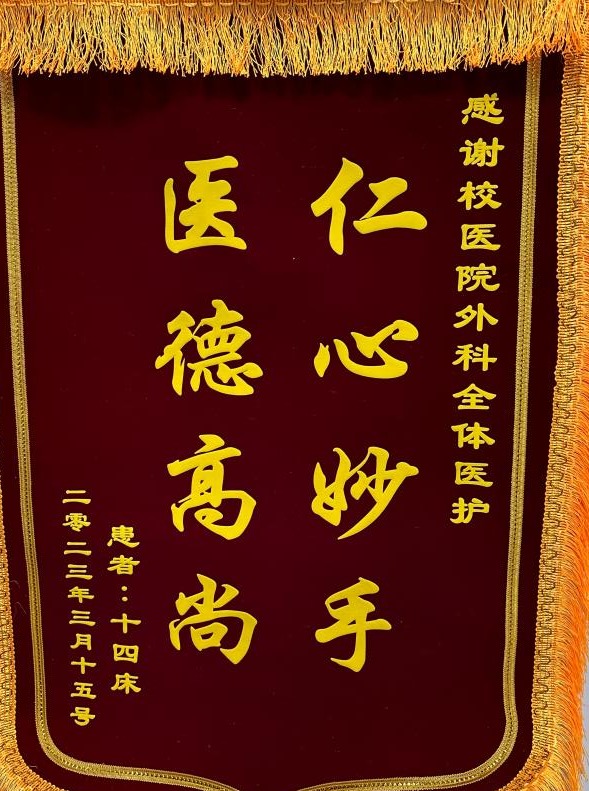 感谢校医院外科全体医护
仁心妙手
医德高尚
患者：十四床
二零二三年三月十五号